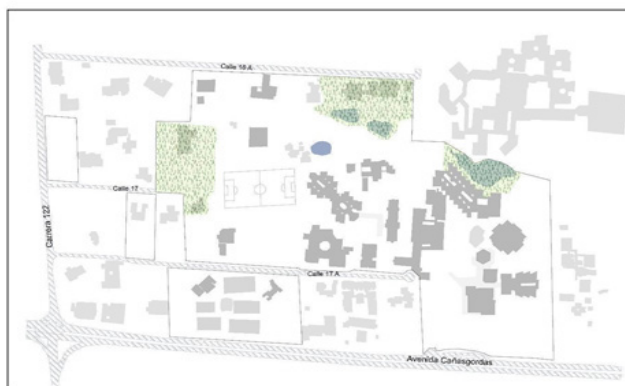 Calle 18 A
Calle 17
Carrera 122
Calle 17 A
Avenida Cañasgordas